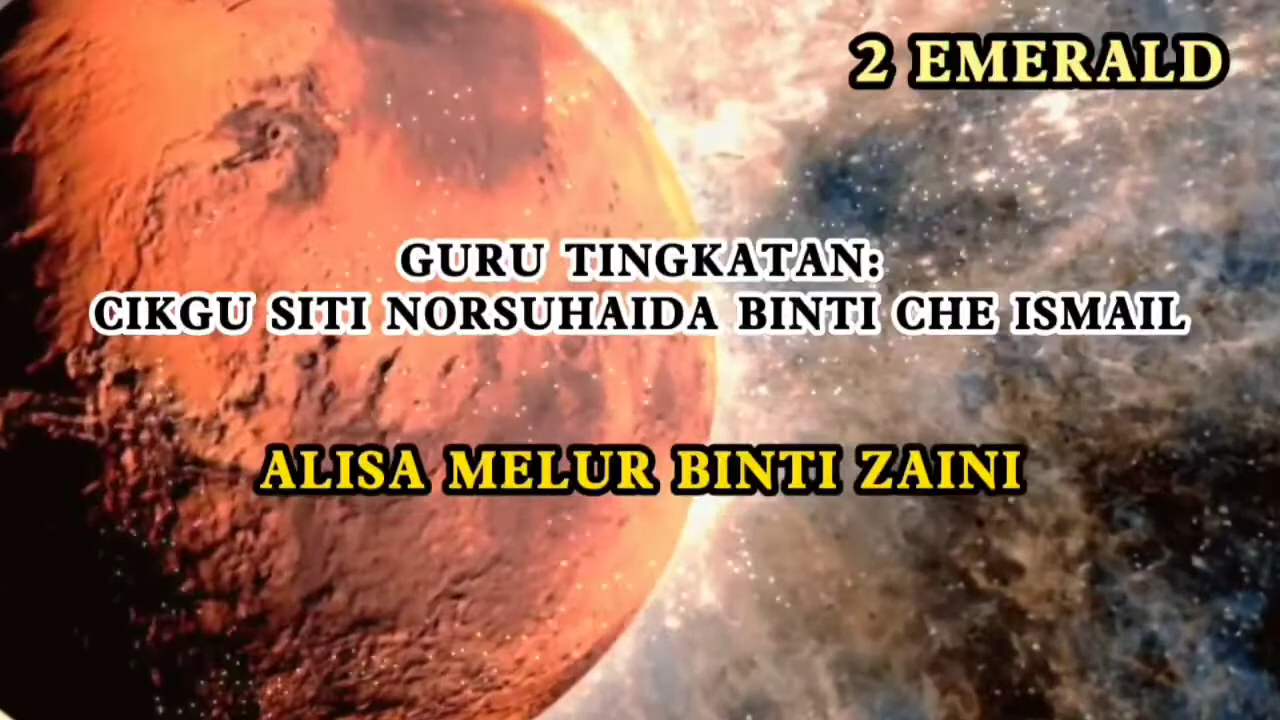 2 EMERALD
GURU TINGKATAN:
CIKGU SITI NORSUHAIDA BINTI CHE ISMAIL
ALISA MELUR BINTI ZAINI